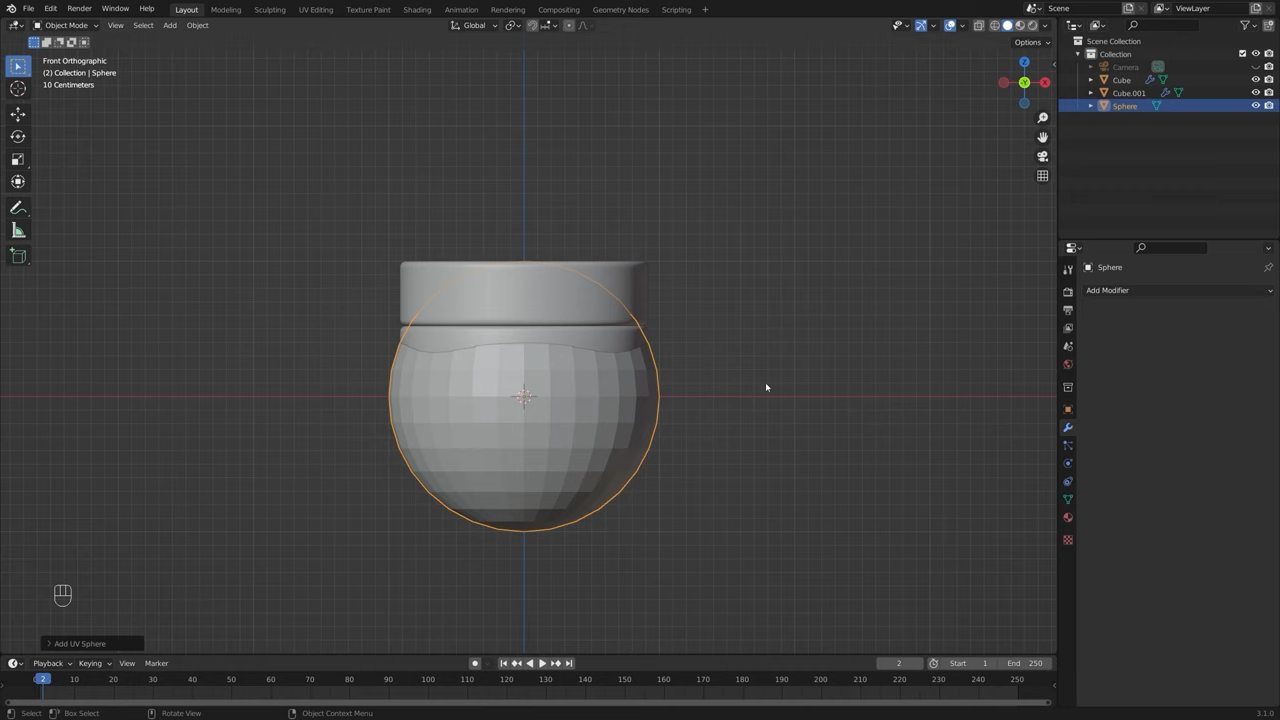 File Edit Render Window Help Layout Modeling Sculpting UV Editing Texture Paint Shading Animation Rendering Compositing Geometry Nodes Scripting + Scene ViewLayer
Object Mode View Select Add Object Global
Options
Front Orthographic
(2) Collection | Sphere
10 Centimeters
Z
-Y
X
Scene Collection
Collection
Camera
Cube
Cube.001
Sphere
Sphere
Add Modifier
Add UV Sphere
Playback Keying View Marker 2 Start 1 End 250
2 10 20 30 40 50 60 70 80 90 100 110 120 130 140 150 160 170 180 190 200 210 220 230 240 250
Select Box Select Rotate View Object Context Menu 3.1.0